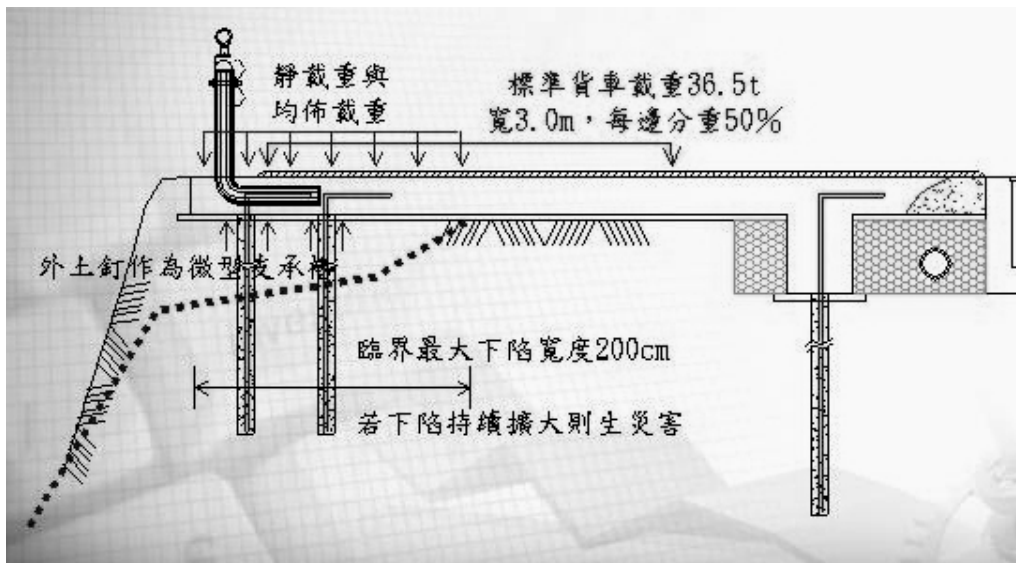 靜載重與
均佈載重
標準貨車載重36.5t
寬3.0m，每邊分重50%
外土釘作為微型支承樁
臨界最大下陷寬度200cm
若下陷持續擴大則生災害